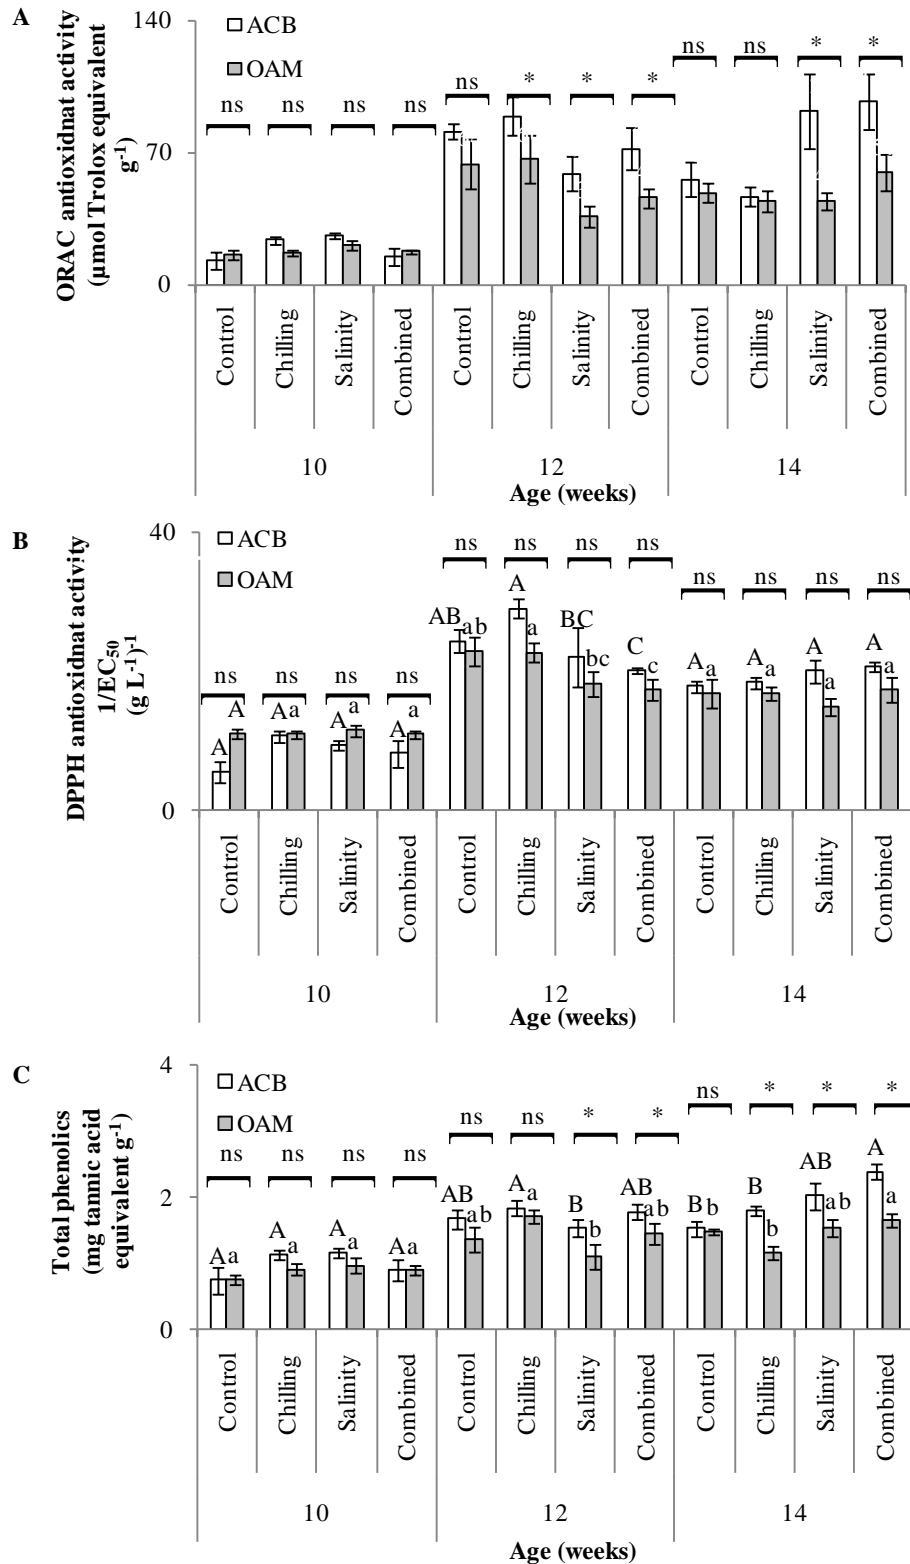 A
140
ACB
OAM
ns ns ns ns ns * * * ns ns * *
ORAC antioxidnat activity
(µmol Trolox equivalent
g-1)
70
0
Control Chilling Salinity Combined Control Chilling Salinity Combined Control Chilling Salinity Combined
10 12 14
Age (weeks)
B
40
ACB
OAM
ns ns ns ns ns ns ns ns ns ns ns ns
DPPH antioxidnat activity
1/EC50
(g L-1)-1
A A A a A a A a AB ab A a BC bc C c A a A a A a A a
0
Control Chilling Salinity Combined Control Chilling Salinity Combined Control Chilling Salinity Combined
10 12 14
Age (weeks)
C
4
ACB
OAM
ns ns ns ns ns ns * * ns * * *
Total phenolics
(mg tannic acid
equivalent g-1)
2
A a A a A a A a AB ab A a B b AB ab B b B b AB ab A a
0
Control Chilling Salinity Combined Control Chilling Salinity Combined Control Chilling Salinity Combined
10 12 14
Age (weeks)